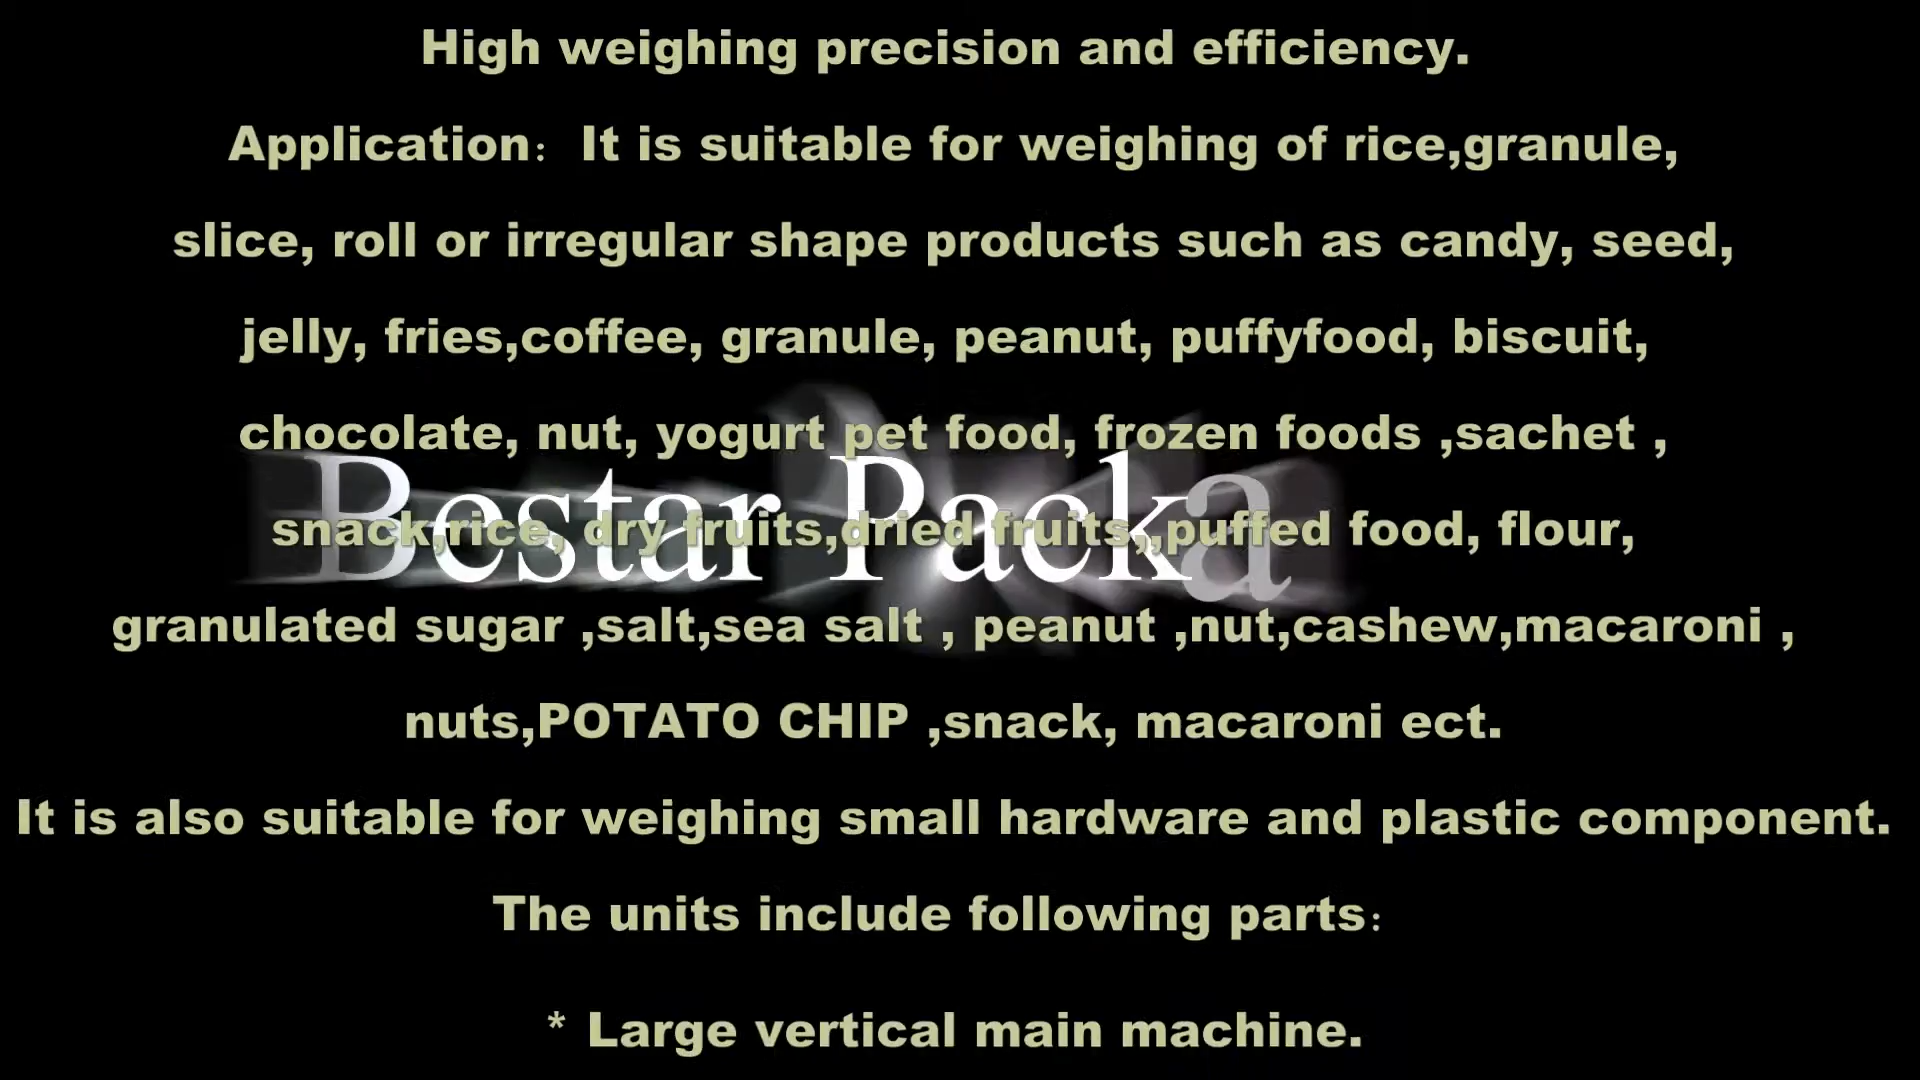 High weighing precision and efficiency.
Application： It is suitable for weighing of rice,granule,
slice, roll or irregular shape products such as candy, seed,
jelly, fries,coffee, granule, peanut, puffyfood, biscuit,
chocolate, nut, yogurt pet food, frozen foods ,sachet ,
Bestar Packa
snack,rice, dry fruits,dried fruits,,puffed food, flour,
granulated sugar ,salt,sea salt , peanut ,nut,cashew,macaroni ,
nuts,POTATO CHIP ,snack, macaroni ect.
It is also suitable for weighing small hardware and plastic component.
The units include following parts：
* Large vertical main machine.